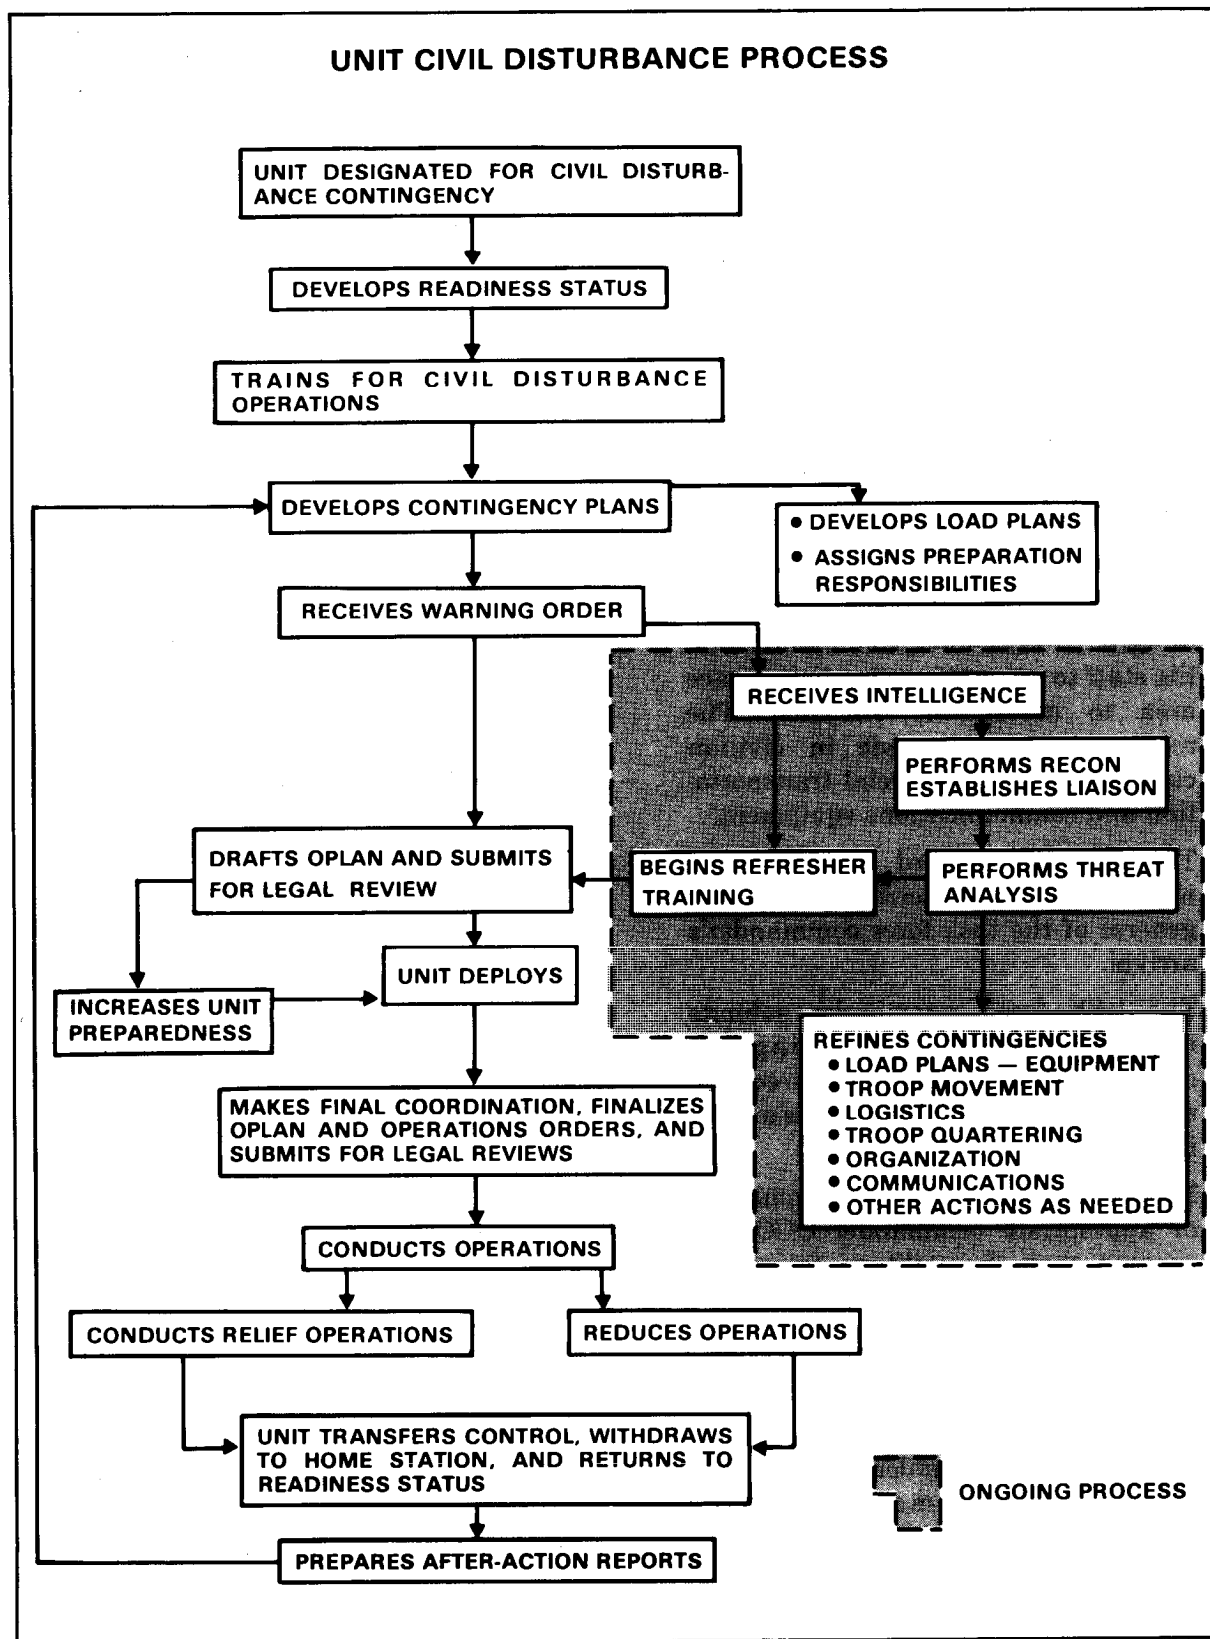 UNIT CIVIL DISTURBANCE PROCESS
UNIT DESIGNATED FOR CIVIL DISTURB-
ANCE CONTINGENCY
DEVELOPS READINESS STATUS
TRAINS FOR CIVIL DISTURBANCE
OPERATIONS
DEVELOPS CONTINGENCY PLANS
• DEVELOPS LOAD PLANS
• ASSIGNS PREPARATION
RESPONSIBILITIES
RECEIVES WARNING ORDER
RECEIVES INTELLIGENCE
PERFORMS RECON
ESTABLISHES LIAISON
DRAFTS OPLAN AND SUBMITS
FOR LEGAL REVIEW
BEGINS REFRESHER
TRAINING
PERFORMS THREAT
ANALYSIS
UNIT DEPLOYS
INCREASES UNIT
PREPAREDNESS
REFINES CONTINGENCIES
• LOAD PLANS — EQUIPMENT
• TROOP MOVEMENT
• LOGISTICS
• TROOP QUARTERING
• ORGANIZATION
• COMMUNICATIONS
• OTHER ACTIONS AS NEEDED
MAKES FINAL COORDINATION, FINALIZES
OPLAN AND OPERATIONS ORDERS, AND
SUBMITS FOR LEGAL REVIEWS
CONDUCTS OPERATIONS
CONDUCTS RELIEF OPERATIONS
REDUCES OPERATIONS
UNIT TRANSFERS CONTROL, WITHDRAWS
TO HOME STATION, AND RETURNS TO
READINESS STATUS
ONGOING PROCESS
PREPARES AFTER-ACTION REPORTS